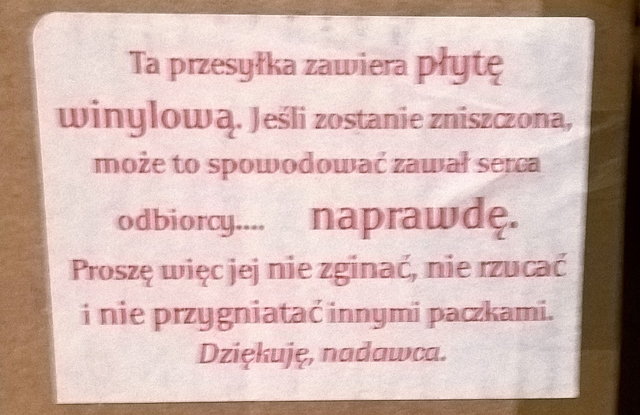 Ta przesyłka zawiera płytę
winylową. Jeśli zostanie zniszczona,
może to spowodować zawał serca
odbiorcy.... naprawdę.
Proszę więc jej nie zginać, nie rzucać
i nie przygniatać innymi paczkami.
Dziękuję, nadawca.